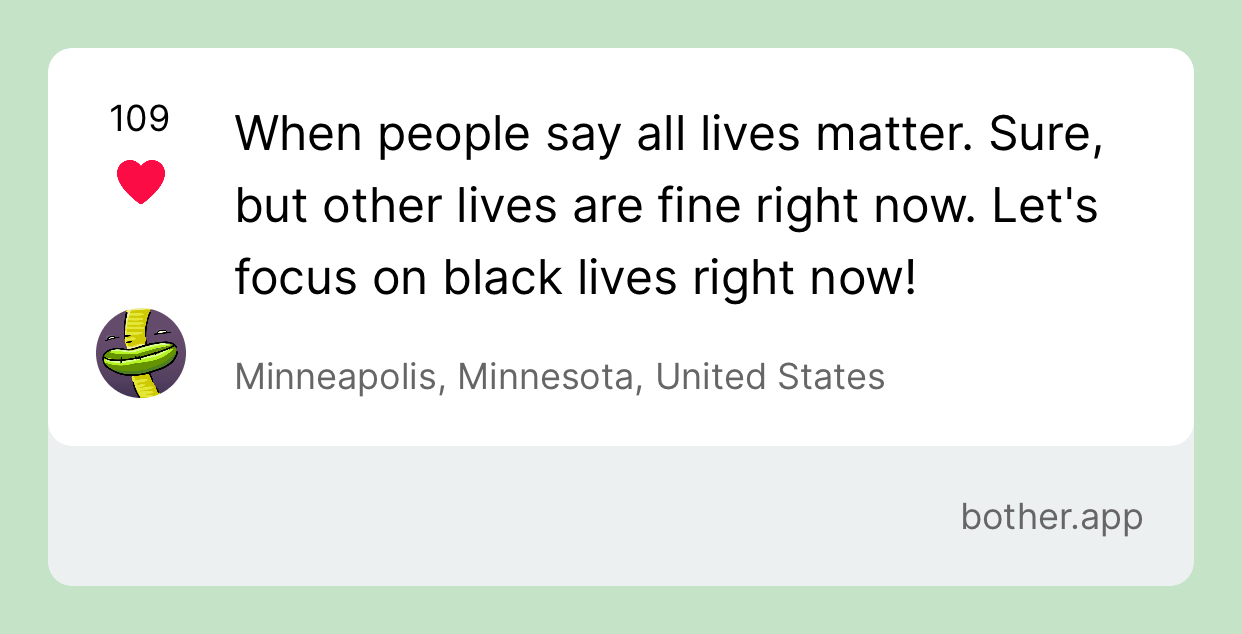 109
When people say all lives matter. Sure,
but other lives are fine right now. Let's
focus on black lives right now!
Minneapolis, Minnesota, United States
bother.app